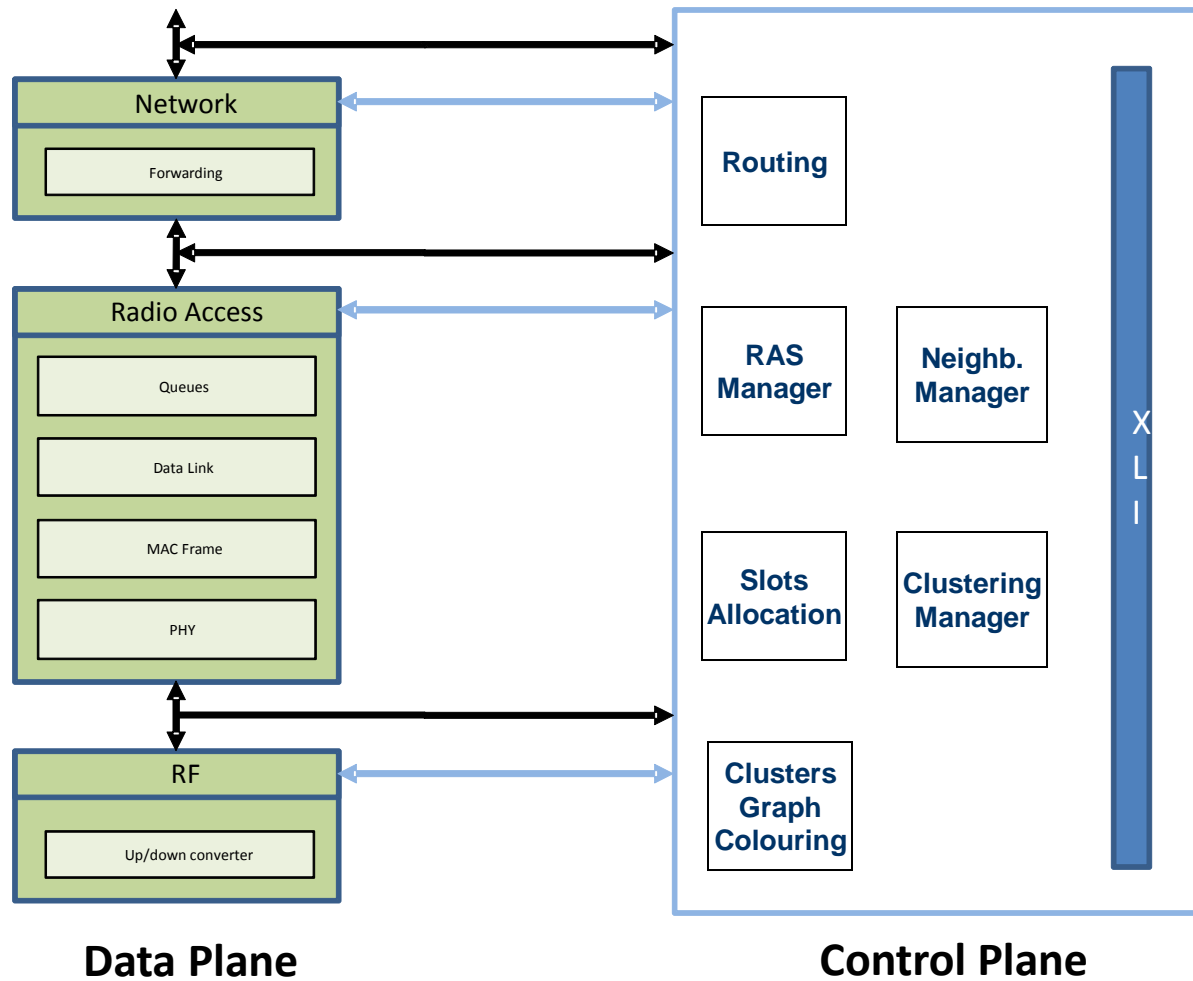 Network
Forwarding
Radio Access
Queues
Data Link
MAC Frame
PHY
RF
Up/down converter
Data Plane
Routing
RAS
Manager
Neighb.
Manager
Slots
Allocation
Clustering
Manager
Clusters
Graph
Colouring
X
L
I
Control Plane